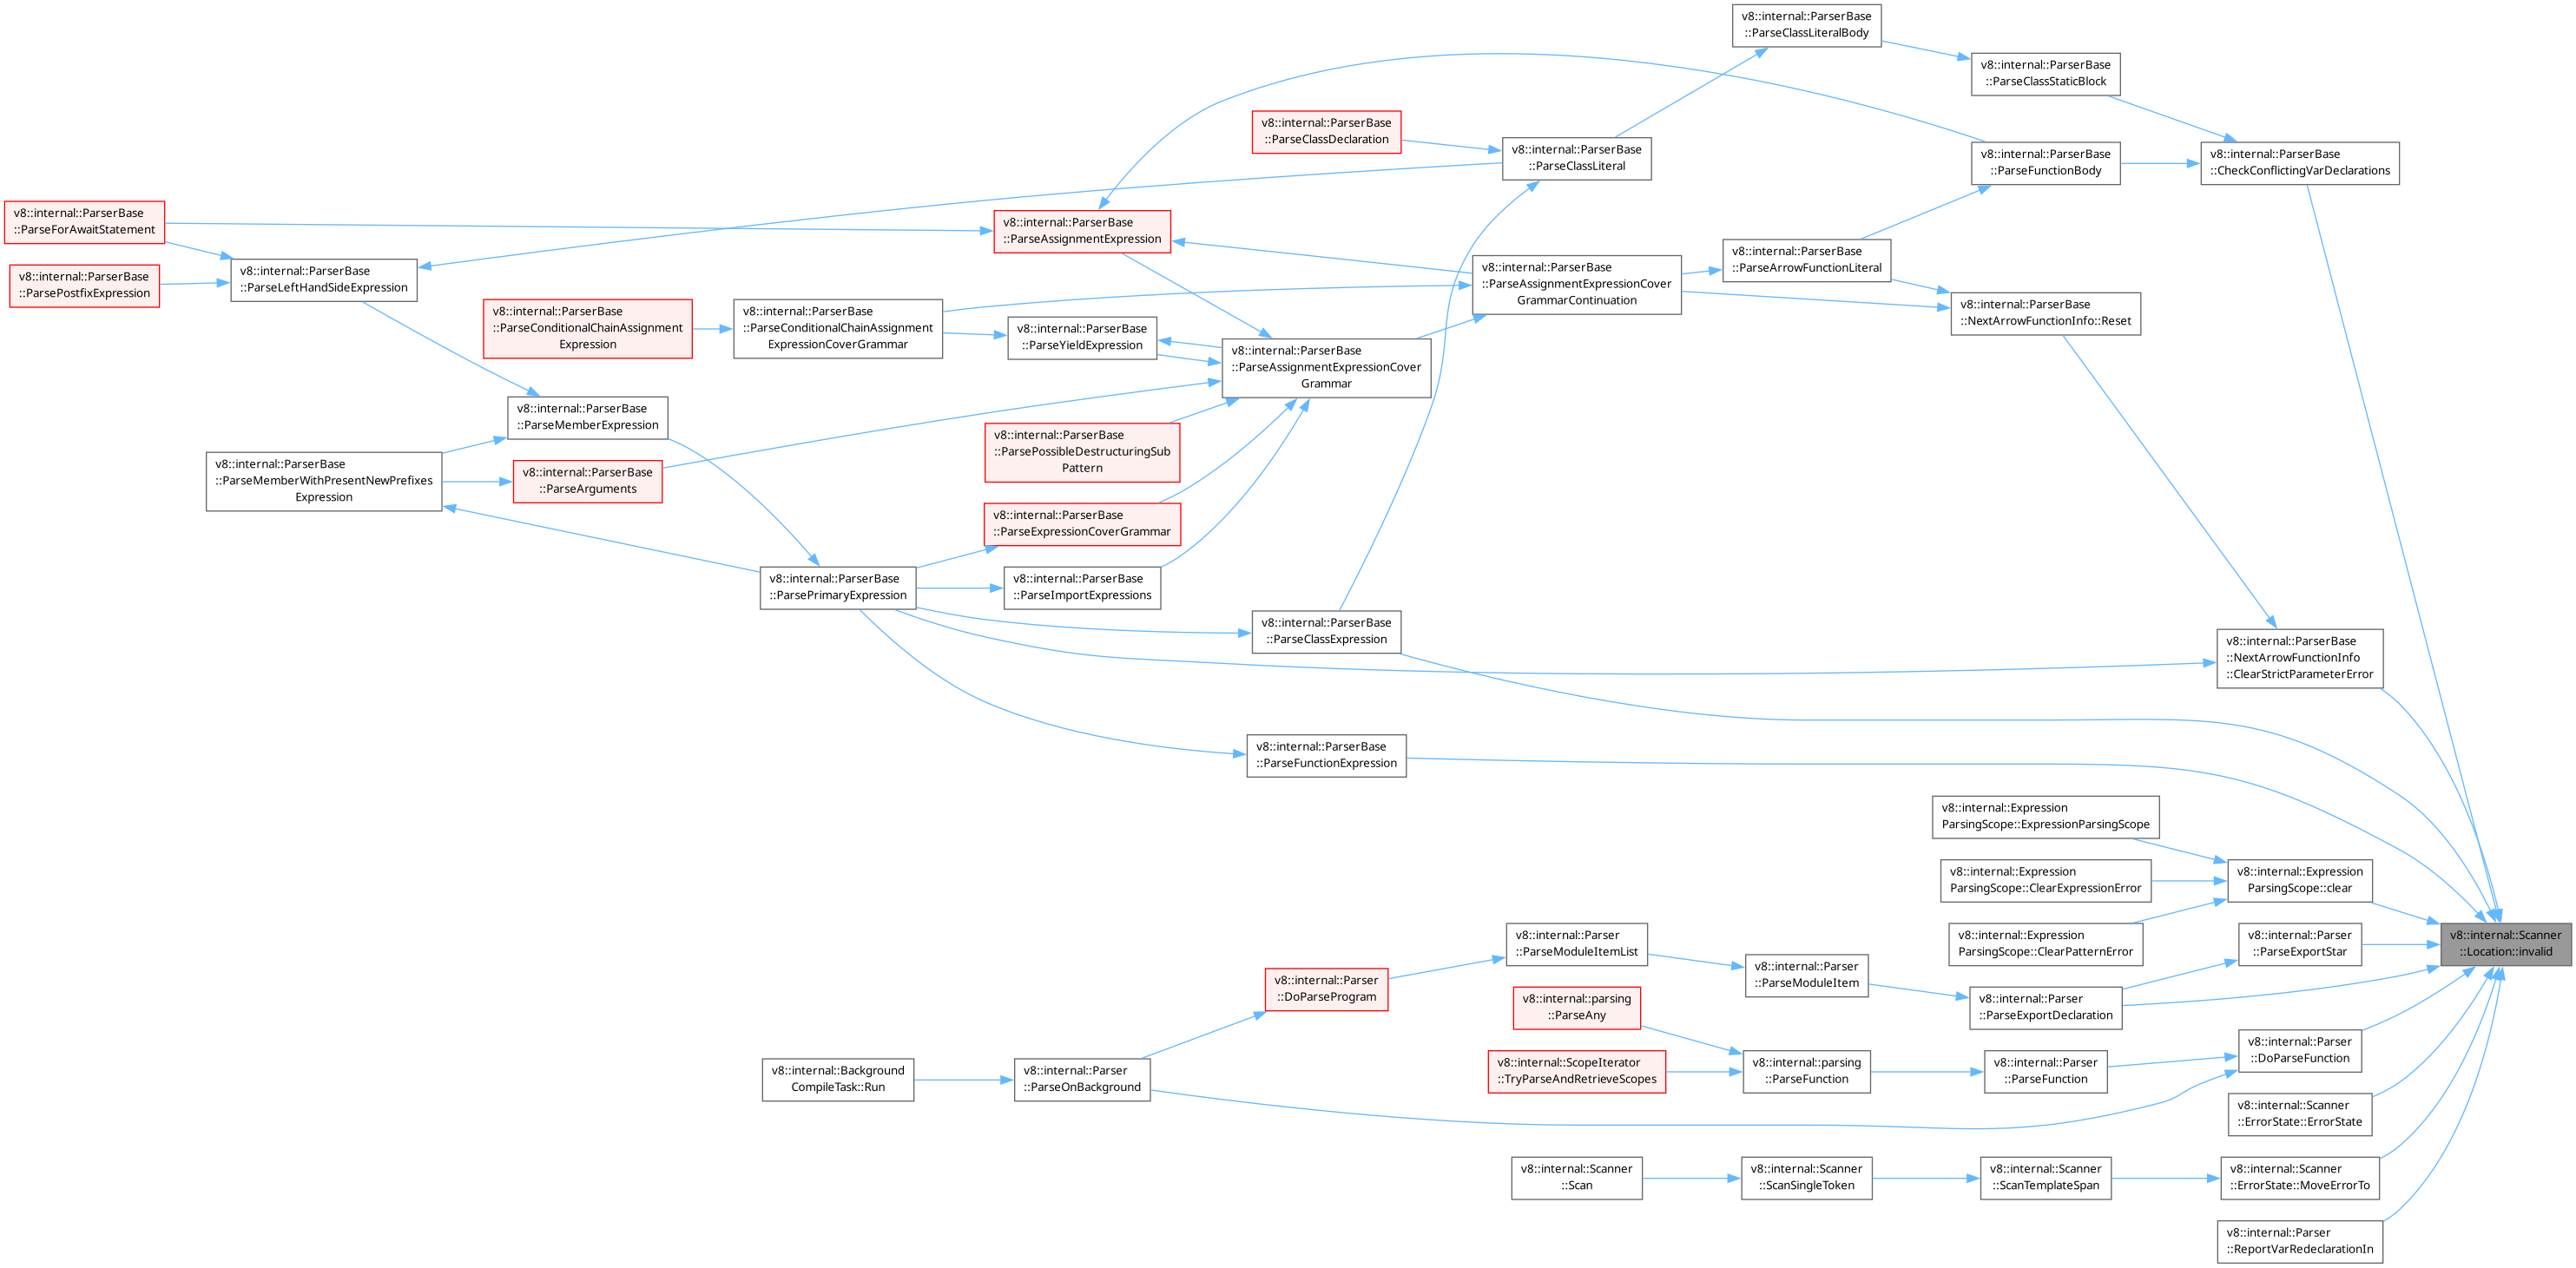 v8::internal::ParserBase
::ParseClassLiteralBody
v8::internal::ParserBase
::ParseClassStaticBlock
v8::internal::ParserBase
::ParseClassDeclaration
v8::internal::ParserBase
::ParseClassLiteral
v8::internal::ParserBase
::ParseFunctionBody
v8::internal::ParserBase
::CheckConflictingVarDeclarations
v8::internal::ParserBase
::ParseForAwaitStatement
v8::internal::ParserBase
::ParseAssignmentExpression
v8::internal::ParserBase
::ParsePostfixExpression
v8::internal::ParserBase
::ParseLeftHandSideExpression
v8::internal::ParserBase
::ParseAssignmentExpressionCover
GrammarContinuation
v8::internal::ParserBase
::ParseArrowFunctionLiteral
v8::internal::ParserBase
::ParseConditionalChainAssignment
Expression
v8::internal::ParserBase
::ParseConditionalChainAssignment
ExpressionCoverGrammar
v8::internal::ParserBase
::ParseYieldExpression
v8::internal::ParserBase
::NextArrowFunctionInfo::Reset
v8::internal::ParserBase
::ParseAssignmentExpressionCover
Grammar
v8::internal::ParserBase
::ParseMemberExpression
v8::internal::ParserBase
::ParsePossibleDestructuringSub
Pattern
v8::internal::ParserBase
::ParseMemberWithPresentNewPrefixes
Expression
v8::internal::ParserBase
::ParseArguments
v8::internal::ParserBase
::ParseExpressionCoverGrammar
v8::internal::ParserBase
::ParsePrimaryExpression
v8::internal::ParserBase
::ParseImportExpressions
v8::internal::ParserBase
::ParseClassExpression
v8::internal::ParserBase
::NextArrowFunctionInfo
::ClearStrictParameterError
v8::internal::ParserBase
::ParseFunctionExpression
v8::internal::Expression
ParsingScope::ExpressionParsingScope
v8::internal::Expression
ParsingScope::ClearExpressionError
v8::internal::Expression
ParsingScope::clear
v8::internal::Expression
ParsingScope::ClearPatternError
v8::internal::Parser
::ParseExportStar
v8::internal::Scanner
::Location::invalid
v8::internal::Parser
::ParseModuleItemList
v8::internal::Parser
::ParseModuleItem
v8::internal::Parser
::DoParseProgram
v8::internal::parsing
::ParseAny
v8::internal::Parser
::ParseExportDeclaration
v8::internal::Background
CompileTask::Run
v8::internal::Parser
::ParseOnBackground
v8::internal::ScopeIterator
::TryParseAndRetrieveScopes
v8::internal::parsing
::ParseFunction
v8::internal::Parser
::ParseFunction
v8::internal::Parser
::DoParseFunction
v8::internal::Scanner
::ErrorState::ErrorState
v8::internal::Scanner
::Scan
v8::internal::Scanner
::ScanSingleToken
v8::internal::Scanner
::ScanTemplateSpan
v8::internal::Scanner
::ErrorState::MoveErrorTo
v8::internal::Parser
::ReportVarRedeclarationIn